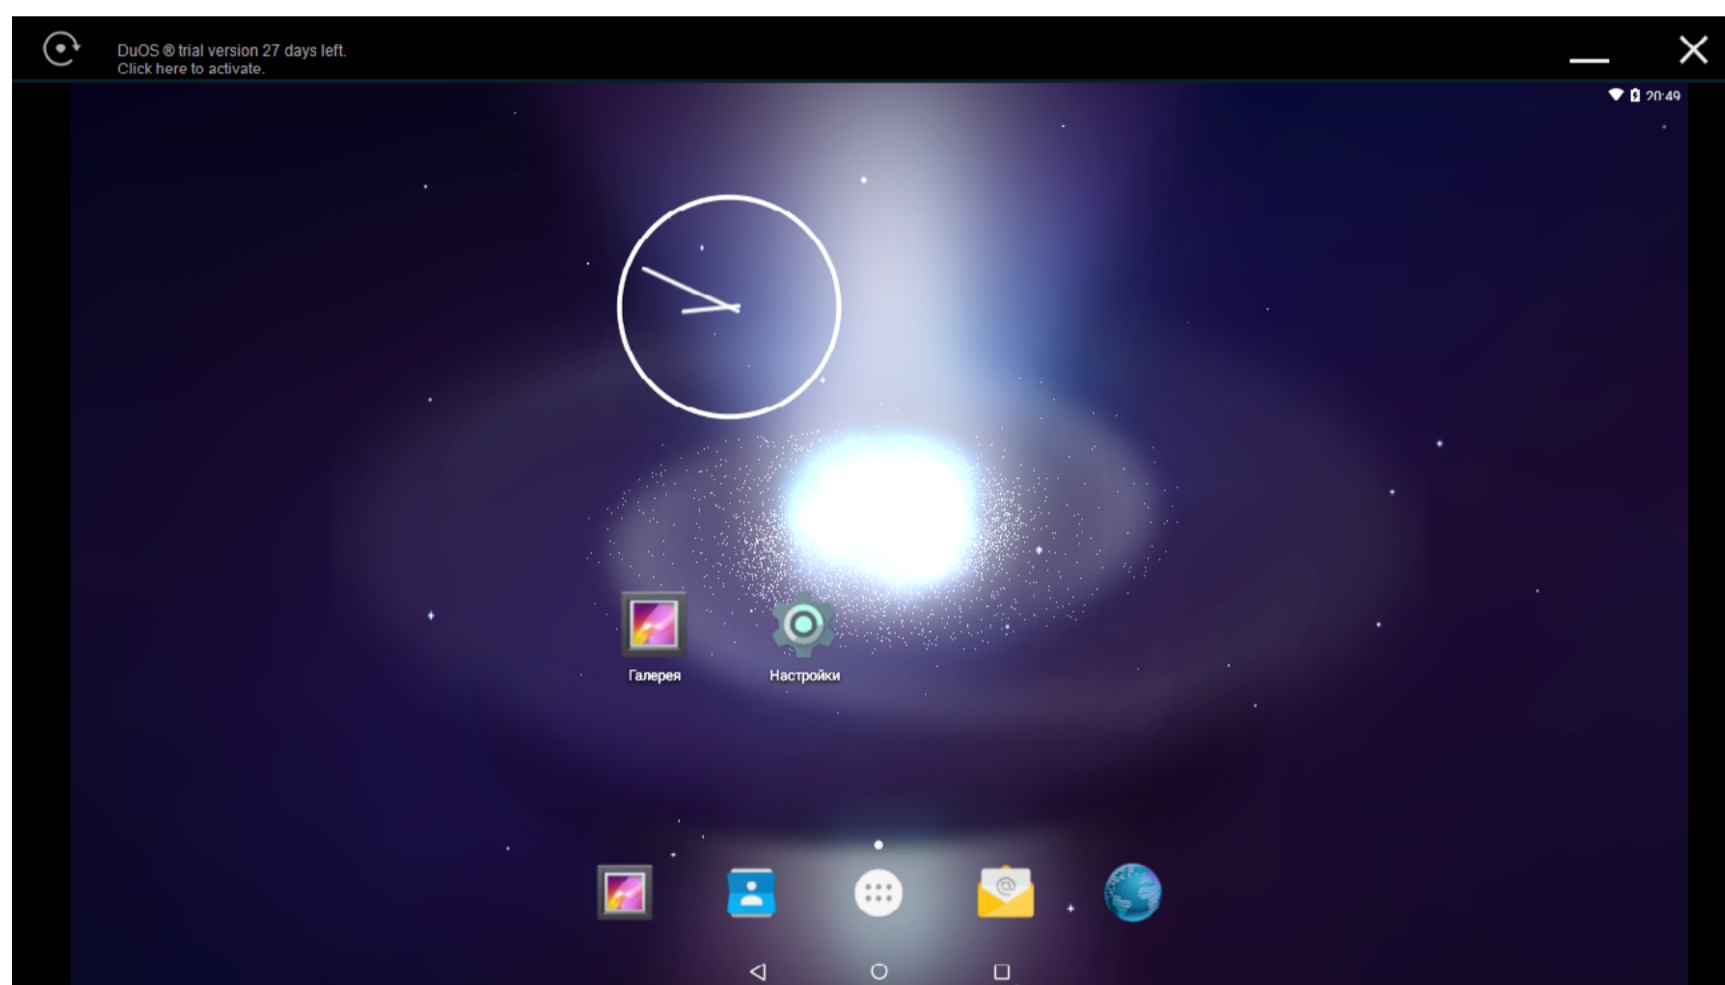 DuOS ® trial version 27 days left.
Click here to activate.
20:49
Галерея
Настройки